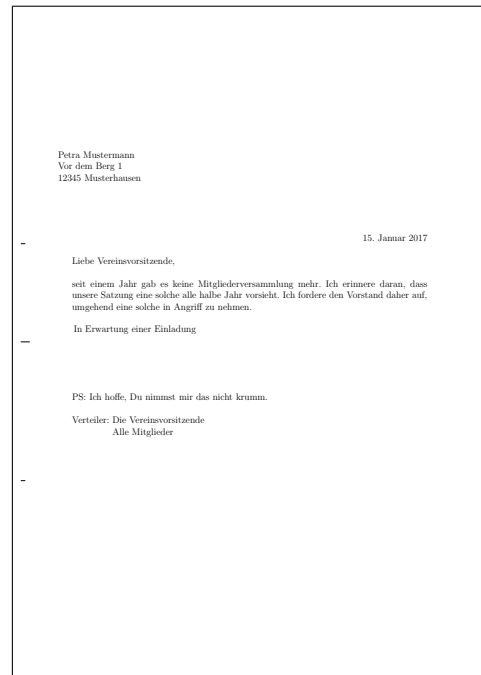 Petra Mustermann
Vor dem Berg 1
12345 Musterhausen
15. Januar 2017
Liebe Vereinsvorsitzende,
seit einem Jahr gab es keine Mitgliederversammlung mehr. Ich erinnere daran, dass
unsere Satzung eine solche alle halbe Jahr vorsieht. Ich fordere den Vorstand daher auf,
umgehend eine solche in Angriff zu nehmen.
In Erwartung einer Einladung
PS: Ich hoffe, Du nimmst mir das nicht krumm.
Verteiler: Die Vereinsvorsitzende
Alle Mitglieder